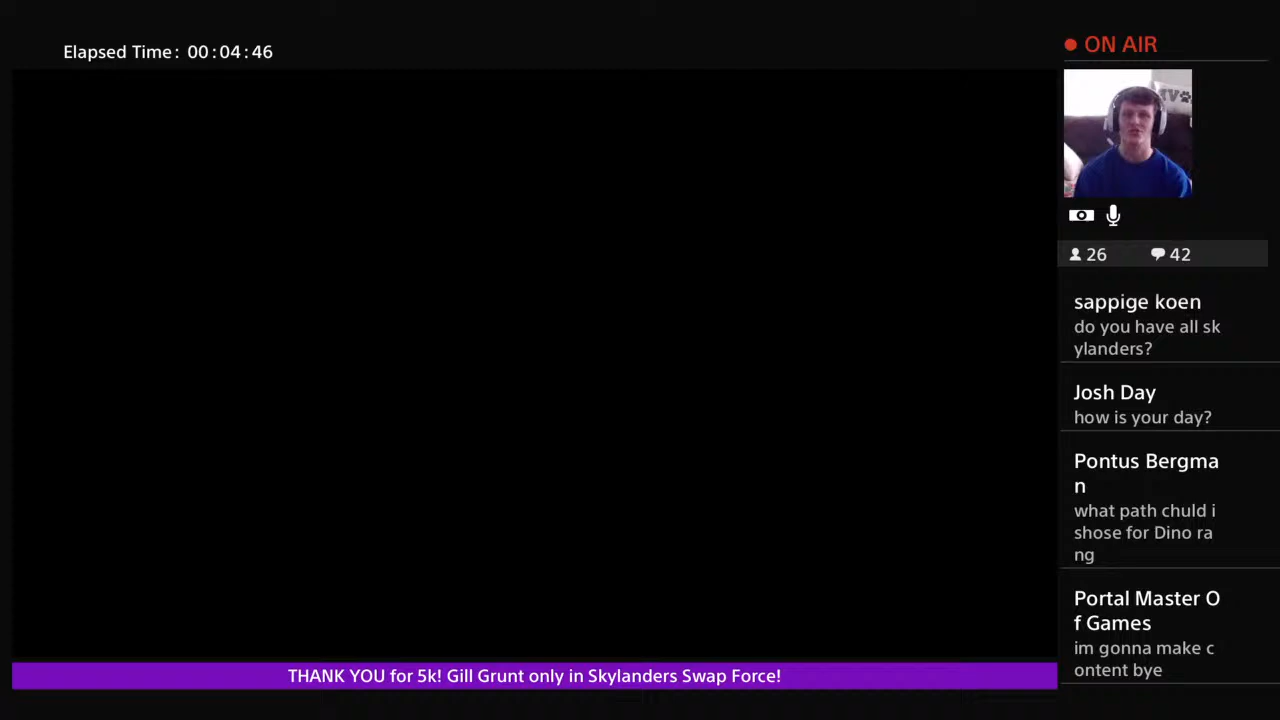 Elapsed Time: 00:04:46
ON AIR
26 42
sappige koen
do you have all sk
ylanders?
Josh Day
how is your day?
Pontus Bergma
n
what path chuld i
shose for Dino ra
ng
Portal Master O
f Games
im gonna make c
ontent bye
THANK YOU for 5k! Gill Grunt only in Skylanders Swap Force!